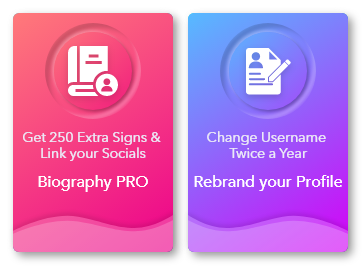 Get 250 Extra Signs &
Link your Socials
Biography PRO
Change Username
Twice a Year
Rebrand your Profile